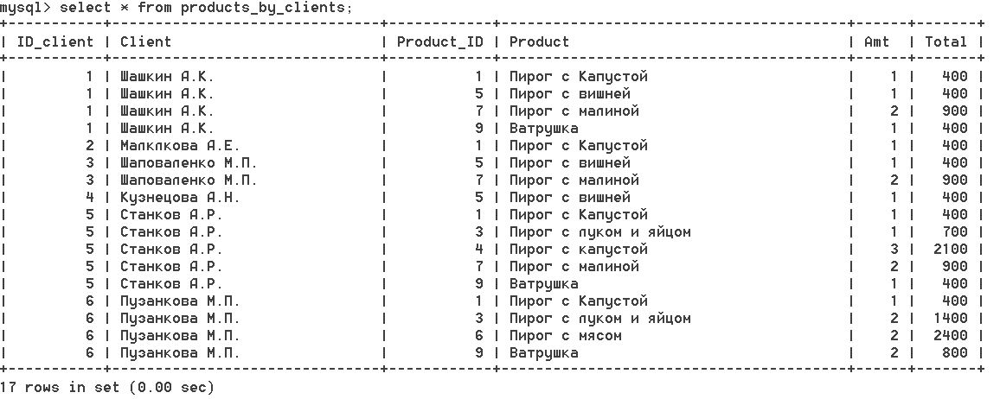 mysql> select * from products_by_clients;
+-----------+--------------------------------+------------+-----------------------------------------+------+-------+
| ID_client | Client                         | Product_ID | Product                                 | Amt  | Total |
+-----------+--------------------------------+------------+-----------------------------------------+------+-------+
|         1 | Шашкин А.К.                    |          1 | Пирог с Капустой                        |    1 |   400 |
|         1 | Шашкин А.К.                    |          5 | Пирог с вишней                          |    1 |   400 |
|         1 | Шашкин А.К.                    |          7 | Пирог с малиной                         |    2 |   900 |
|         1 | Шашкин А.К.                    |          9 | Ватрушка                                |    1 |   400 |
|         2 | Малклкова А.Е.                 |          1 | Пирог с Капустой                        |    1 |   400 |
|         3 | Шаповаленко М.П.               |          5 | Пирог с вишней                          |    1 |   400 |
|         3 | Шаповаленко М.П.               |          7 | Пирог с малиной                         |    2 |   900 |
|         4 | Кузнецова А.Н.                 |          5 | Пирог с вишней                          |    1 |   400 |
|         5 | Станков А.Р.                   |          1 | Пирог с Капустой                        |    1 |   400 |
|         5 | Станков А.Р.                   |          3 | Пирог с луком и яйцом                   |    1 |   700 |
|         5 | Станков А.Р.                   |          4 | Пирог с капустой                        |    3 |  2100 |
|         5 | Станков А.Р.                   |          7 | Пирог с малиной                         |    2 |   900 |
|         5 | Станков А.Р.                   |          9 | Ватрушка                                |    1 |   400 |
|         6 | Пузанкова М.П.                 |          1 | Пирог с Капустой                        |    1 |   400 |
|         6 | Пузанкова М.П.                 |          3 | Пирог с луком и яйцом                   |    2 |  1400 |
|         6 | Пузанкова М.П.                 |          6 | Пирог с мясом                           |    2 |  2400 |
|         6 | Пузанкова М.П.                 |          9 | Ватрушка                                |    2 |   800 |
+-----------+--------------------------------+------------+-----------------------------------------+------+-------+
17 rows in set (0.00 sec)